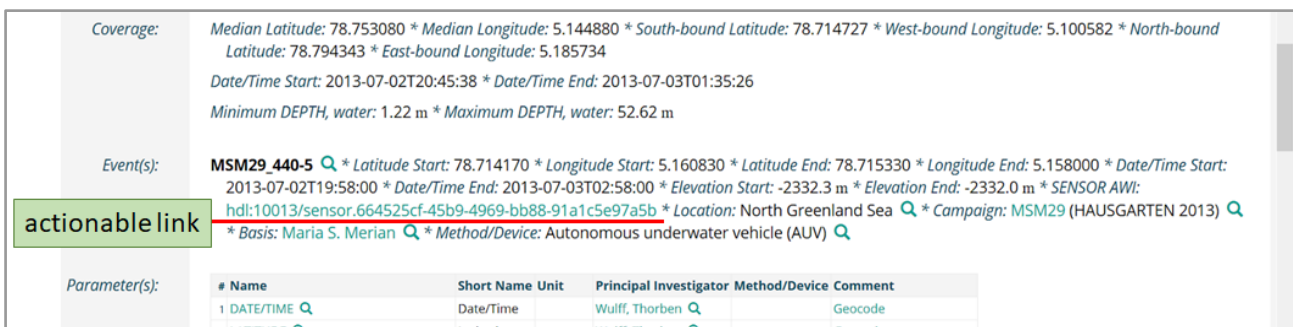 Coverage: Median Latitude: 78.753080 * Median Longitude: 5.144880 * South-bound Latitude: 78.714727 * West-bound Longitude: 5.100582 * North-bound
Latitude: 78.794343 * East-bound Longitude: 5.185734
Date/Time Start: 2013-07-02T20:45:38 * Date/Time End: 2013-07-03T01:35:26
Minimum DEPTH, water: 1.22 m * Maximum DEPTH, water: 52.62 m
Event(s): MSM29_440-5 * Latitude Start: 78.714170 * Longitude Start: 5.160830 * Latitude End: 78.715330 * Longitude End: 5.158000 * Date/Time Start:
2013-07-02T19:58:00 * Date/Time End: 2013-07-03T02:58:00 * Elevation Start: -2332.3 m * Elevation End: -2332.0 m * SENSOR AWI:
actionable link hdl:10013/sensor.664525cf-45b9-4969-bb88-91a1c5e97a5b * Location: North Greenland Sea * Campaign: MSM29 (HAUSGARTEN 2013)
* Basis: Maria S. Merian * Method/Device: Autonomous underwater vehicle (AUV)
Parameter(s): # Name Short Name Unit Principal Investigator Method/Device Comment
1 DATE/TIME Date/Time Wulff, Thorben Geocode